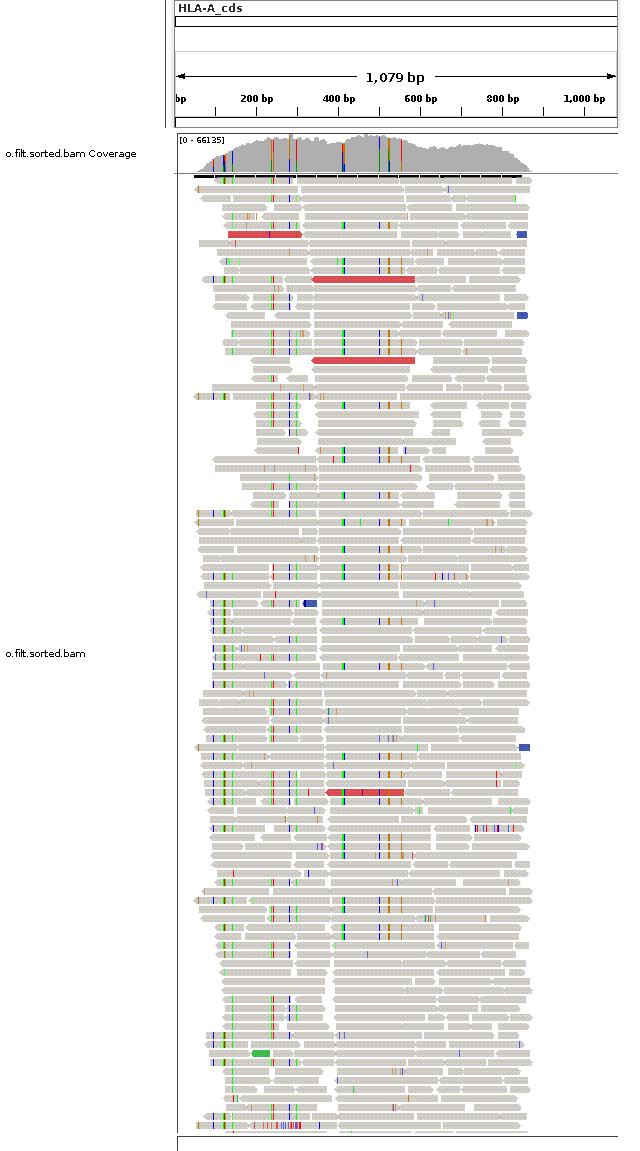 HLA-A_cds
1,079 bp
bp 200 bp 400 bp 600 bp 800 bp 1,000 bp
[0 - 66135]
o.filt.sorted.bam Coverage
o.filt.sorted.bam